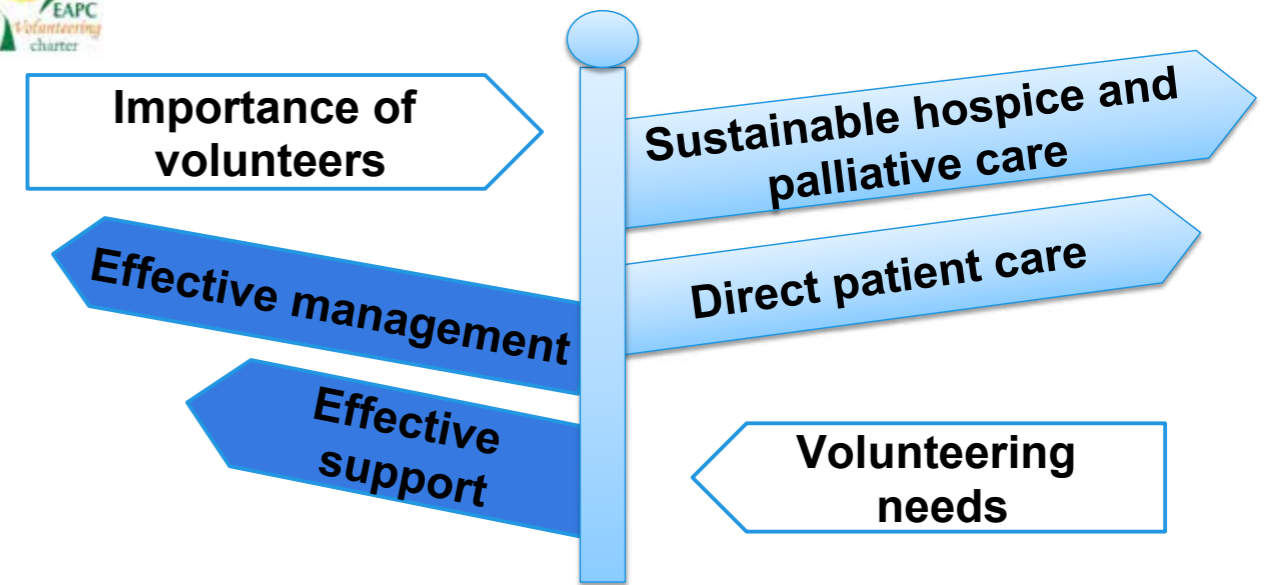 EAPC
Volunteering
charter
Importance of
volunteers
Sustainable hospice and
palliative care
Effective management
Direct patient care
Effective
support
Volunteering
needs